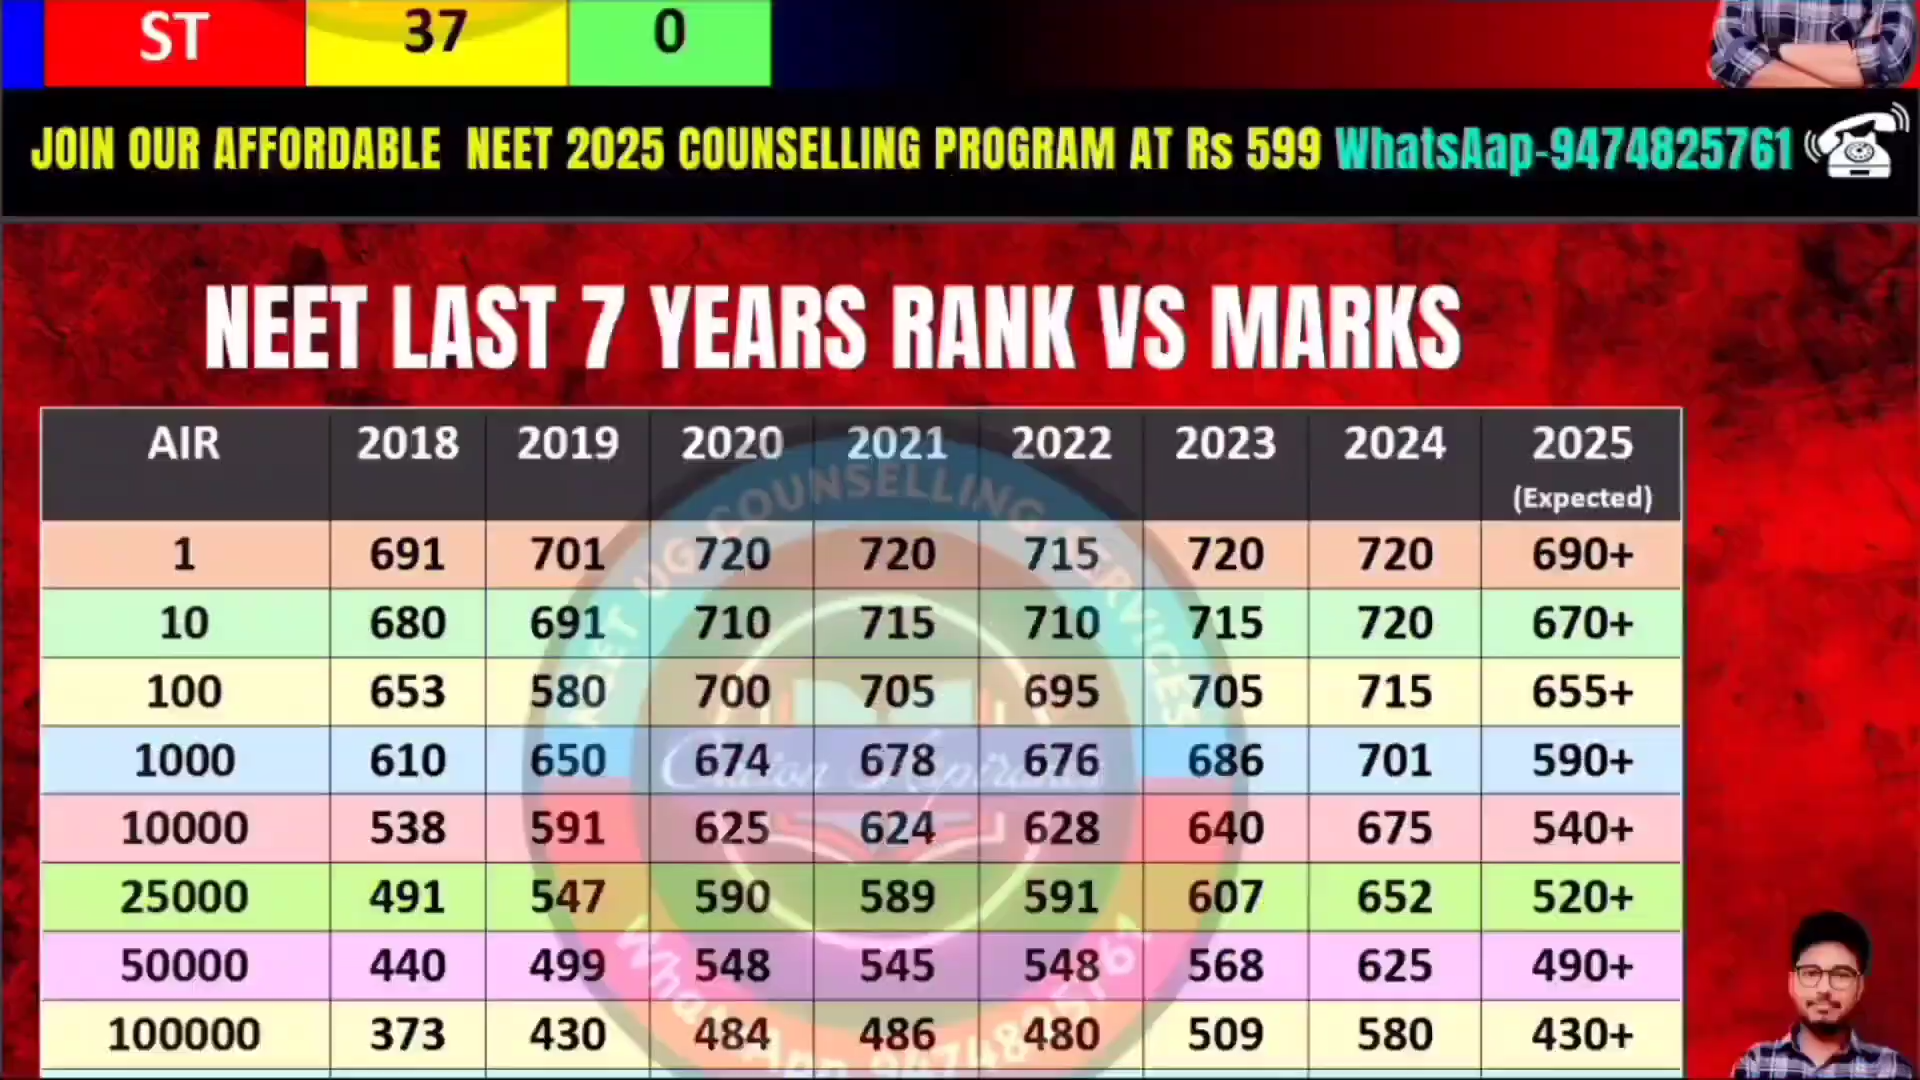 ST 37 0
JOIN OUR AFFORDABLE NEET 2025 COUNSELLING PROGRAM AT Rs 599 WhatsAap-9474825761
NEET LAST 7 YEARS RANK VS MARKS
AIR 2018 2019 2020 2021 2022 2023 2024 2025
(Expected)
1 691 701 720 720 715 720 720 690+
10 680 691 710 715 710 715 720 670+
100 653 580 700 705 695 705 715 655+
1000 610 650 674 678 676 686 701 590+
10000 538 591 625 624 628 640 675 540+
25000 491 547 590 589 591 607 652 520+
50000 440 499 548 545 548 568 625 490+
100000 373 430 484 486 480 509 580 430+
NEET UG COUNSELLING SERVICES